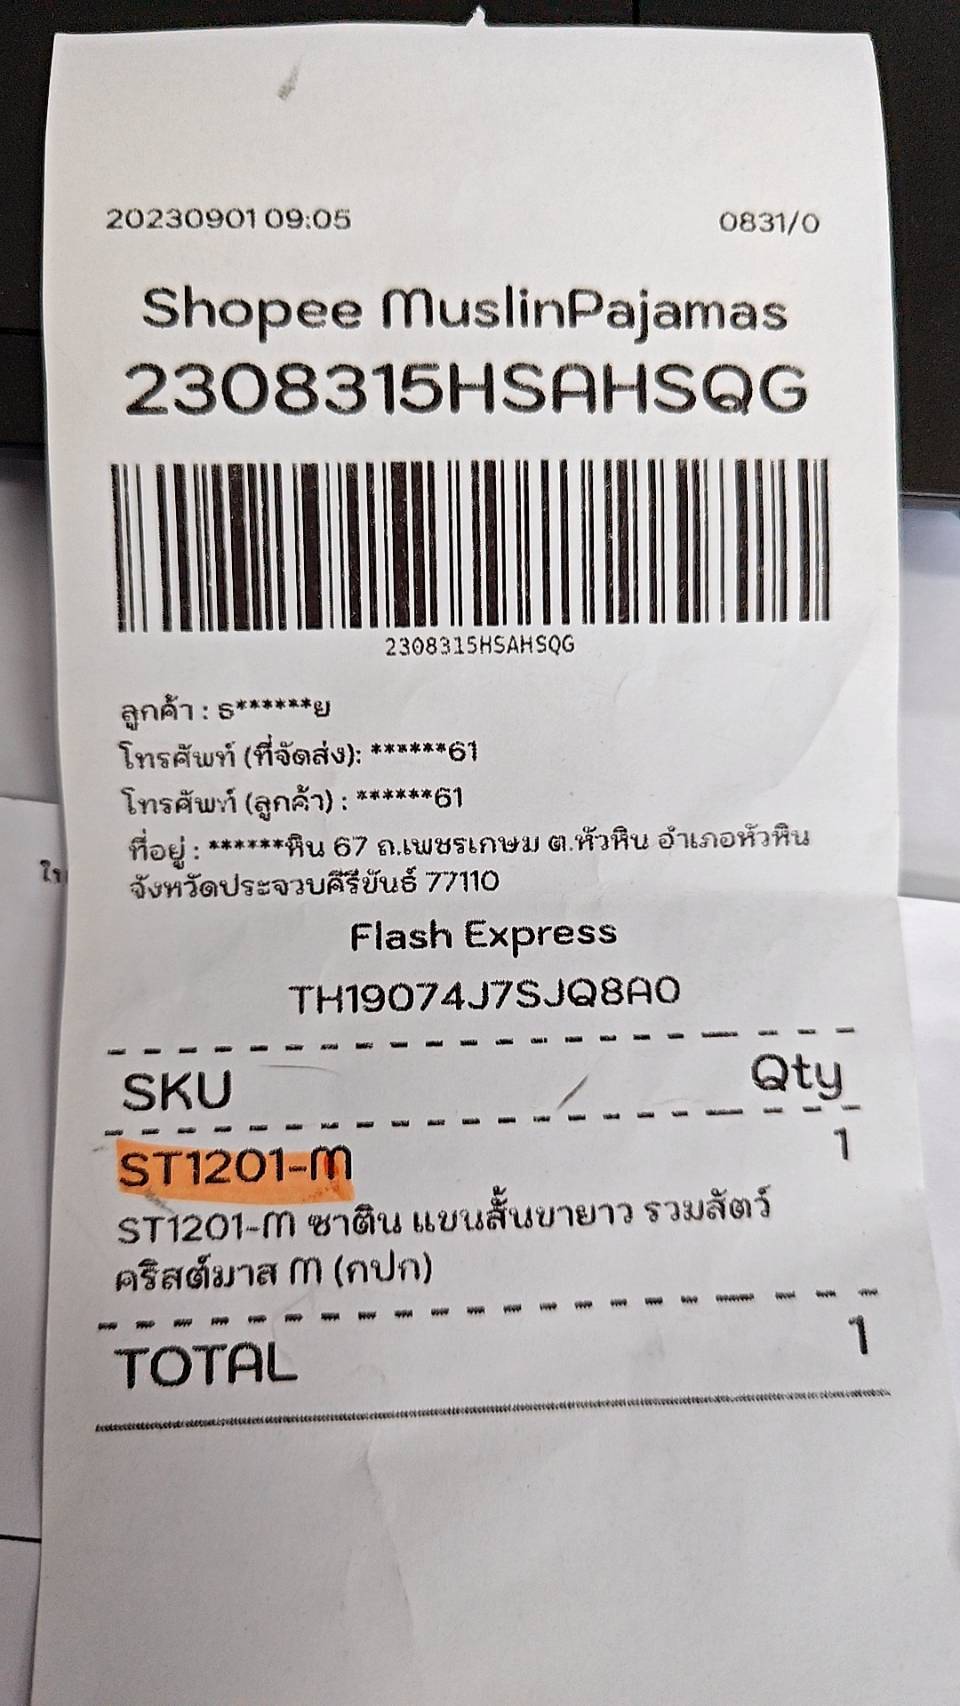 20230901 09:05 0831/0
Shopee MuslinPajamas
2308315HSAHSQG
2308315HSAHSQG
ลูกค้า : ธ******ย
โทรศัพท์ (ที่จัดส่ง): ******61
โทรศัพท์ (ลูกค้า) : ******61
ที่อยู่ : ******หิน 67 ถ.เพชรเกษม ต.หัวหิน อำเภอหัวหิน
จังหวัดประจวบคีรีขันธ์ 77110
Flash Express
TH19074J7SJQ8A0
SKU Qty
ST1201-M 1
ST1201-M ซาติน แขนสั้นขายาว รวมสัตว์
คริสต์มาส M (กปก)
TOTAL 1